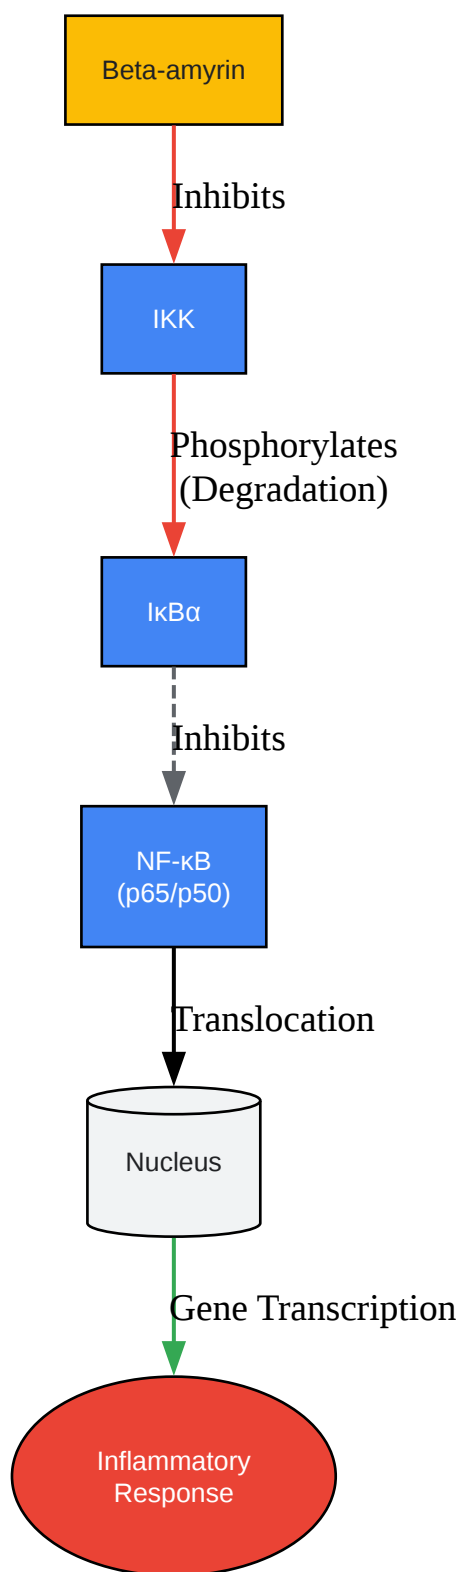 Beta-amyrin
Inhibits
IKK
Phosphorylates
(Degradation)
IκBα
Inhibits
NF-κB
(p65/p50)
Translocation
Nucleus
Gene Transcription
Inflammatory
Response